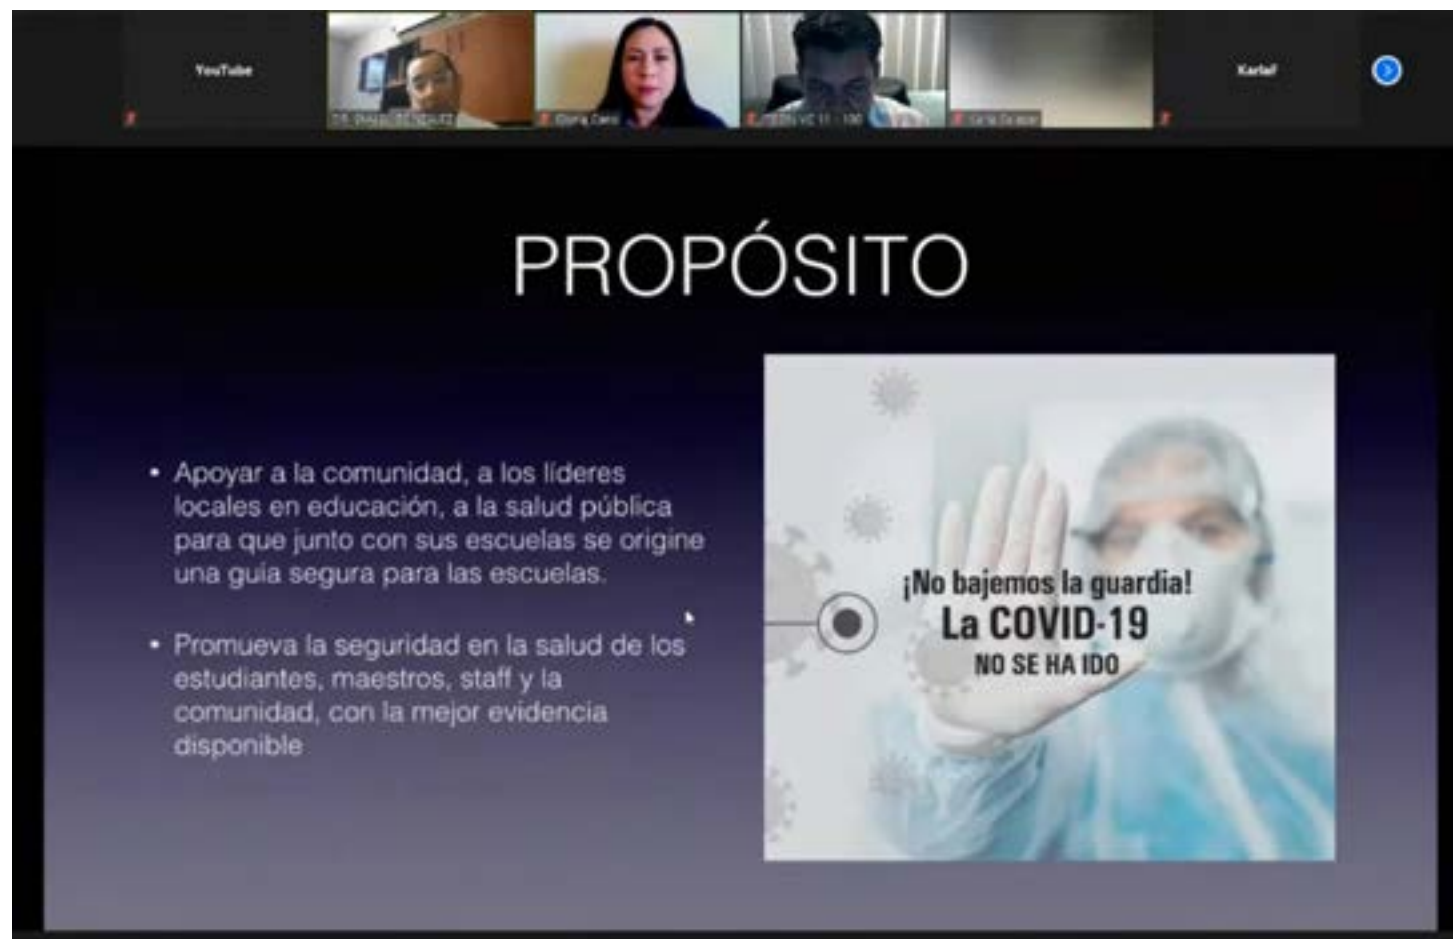 YouTube
Karlaf
PROPÓSITO
• Apoyar a la comunidad, a los líderes
locales en educación, a la salud pública
para que junto con sus escuelas se origine
una guia segura para las escuelas.
• Promueva la seguridad en la salud de los
estudiantes, maestros, staff y la
comunidad, con la mejor evidencia
disponible
¡No bajemos la guardia!
La COVID-19
NO SE HA IDO